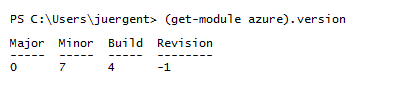 PS C:\Users\juergent> (get-module azure).version
Major  Minor  Build  Revision
-----  -----  -----  --------
0      7      4      -1